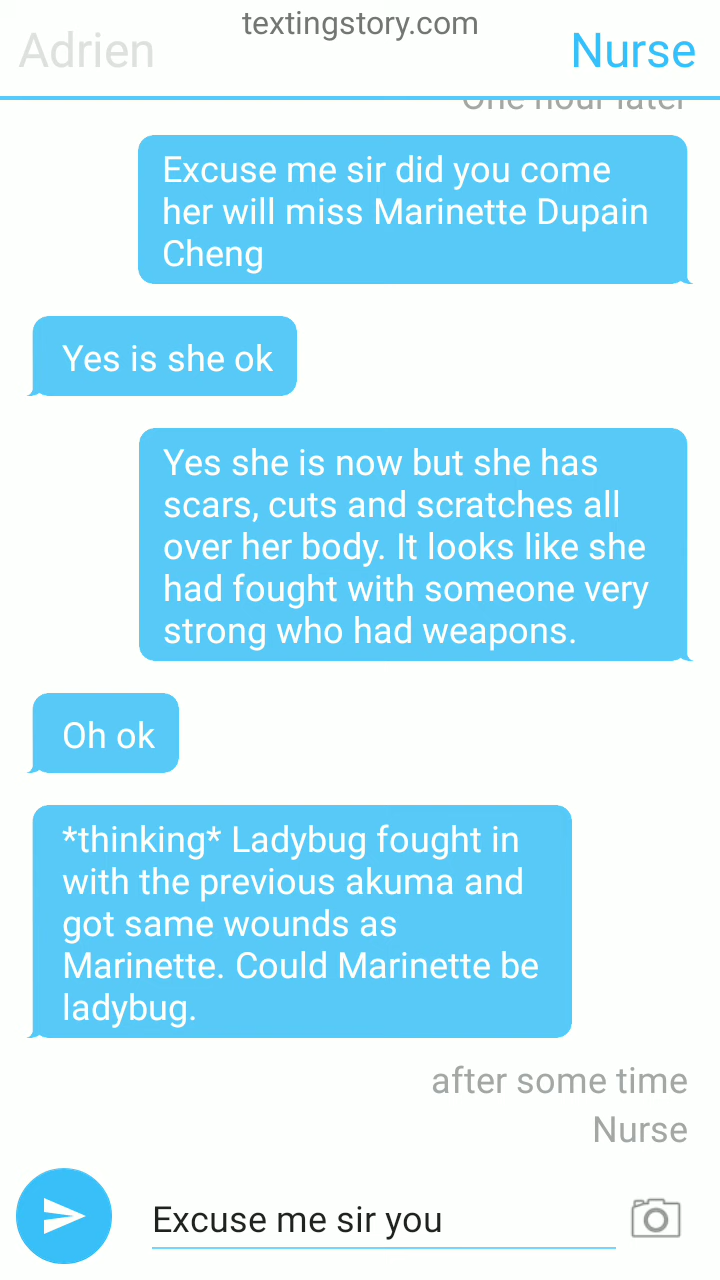 textingstory.com
Adrien
Nurse
One hour later
Excuse me sir did you come
her will miss Marinette Dupain
Cheng
Yes is she ok
Yes she is now but she has
scars, cuts and scratches all
over her body. It looks like she
had fought with someone very
strong who had weapons.
Oh ok
*thinking* Ladybug fought in
with the previous akuma and
got same wounds as
Marinette. Could Marinette be
ladybug.
after some time
Nurse
Excuse me sir you